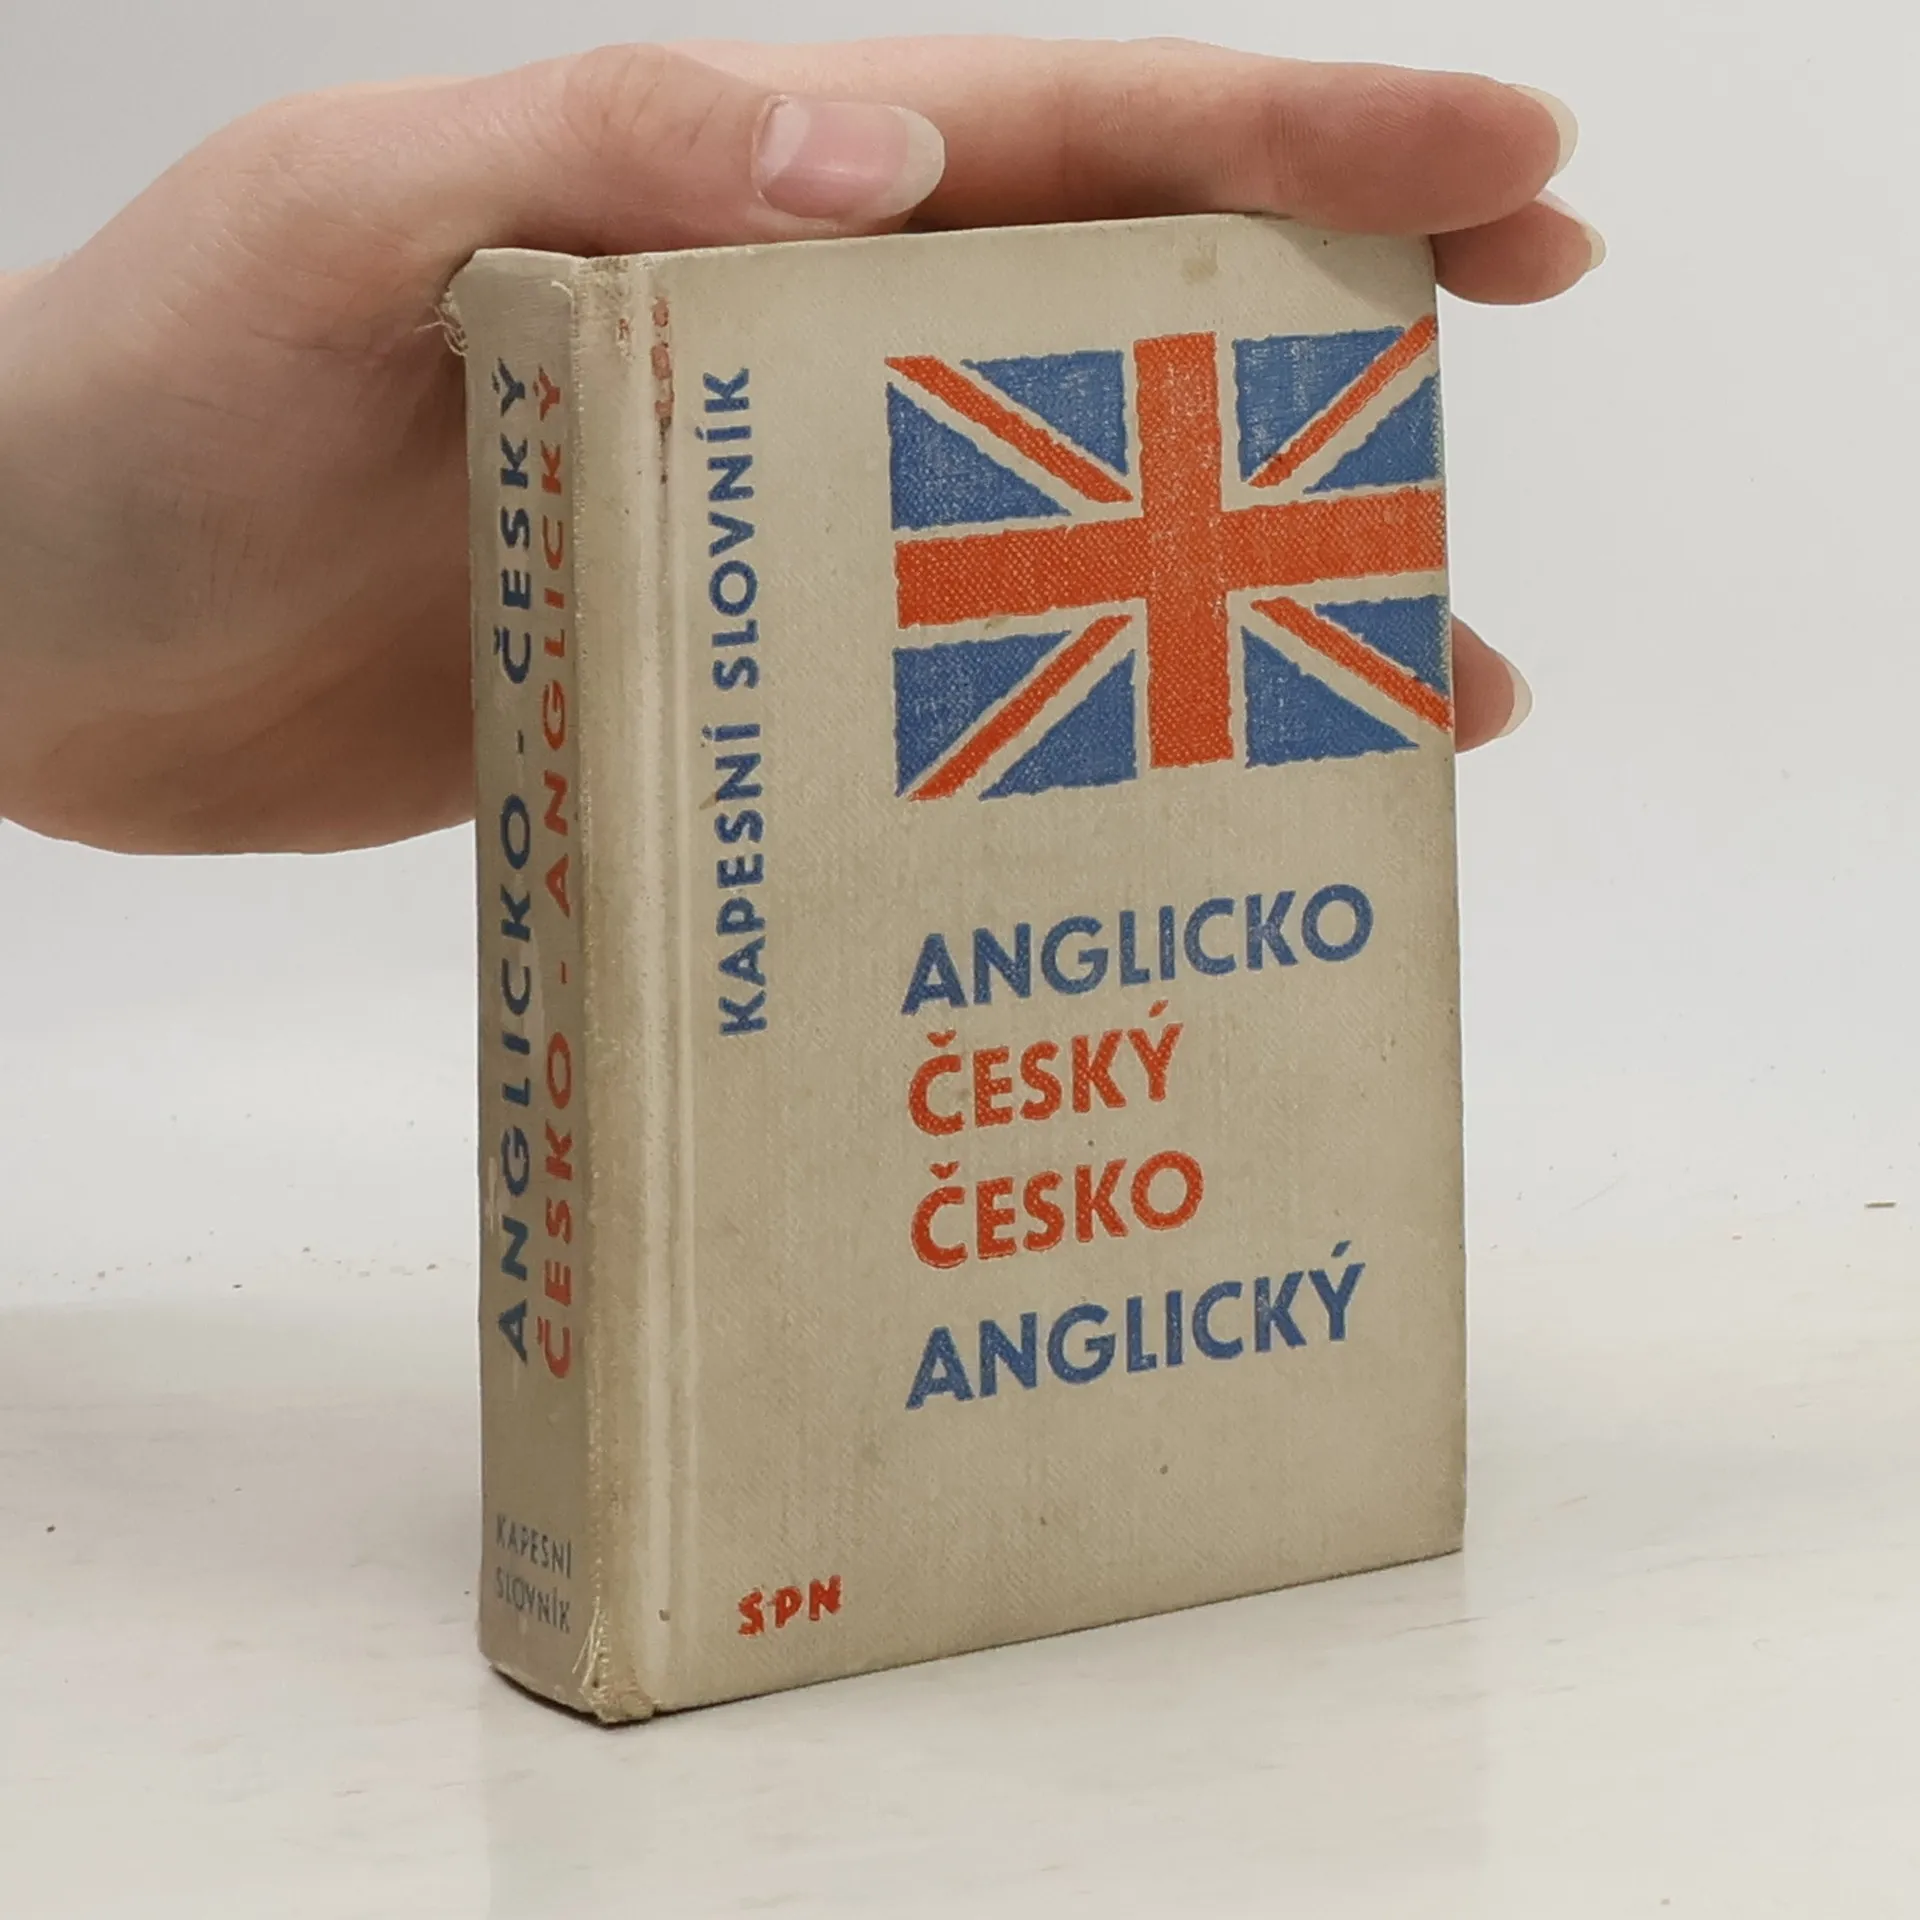 ANGLICKO - ČESKÝ
ČESKO - ANGLICKÝ
KAPESNÍ
SLOVNÍK
KAPESNÍ SLOVNÍK
ANGLICKO
ČESKÝ
ČESKO
ANGLICKÝ
SPN